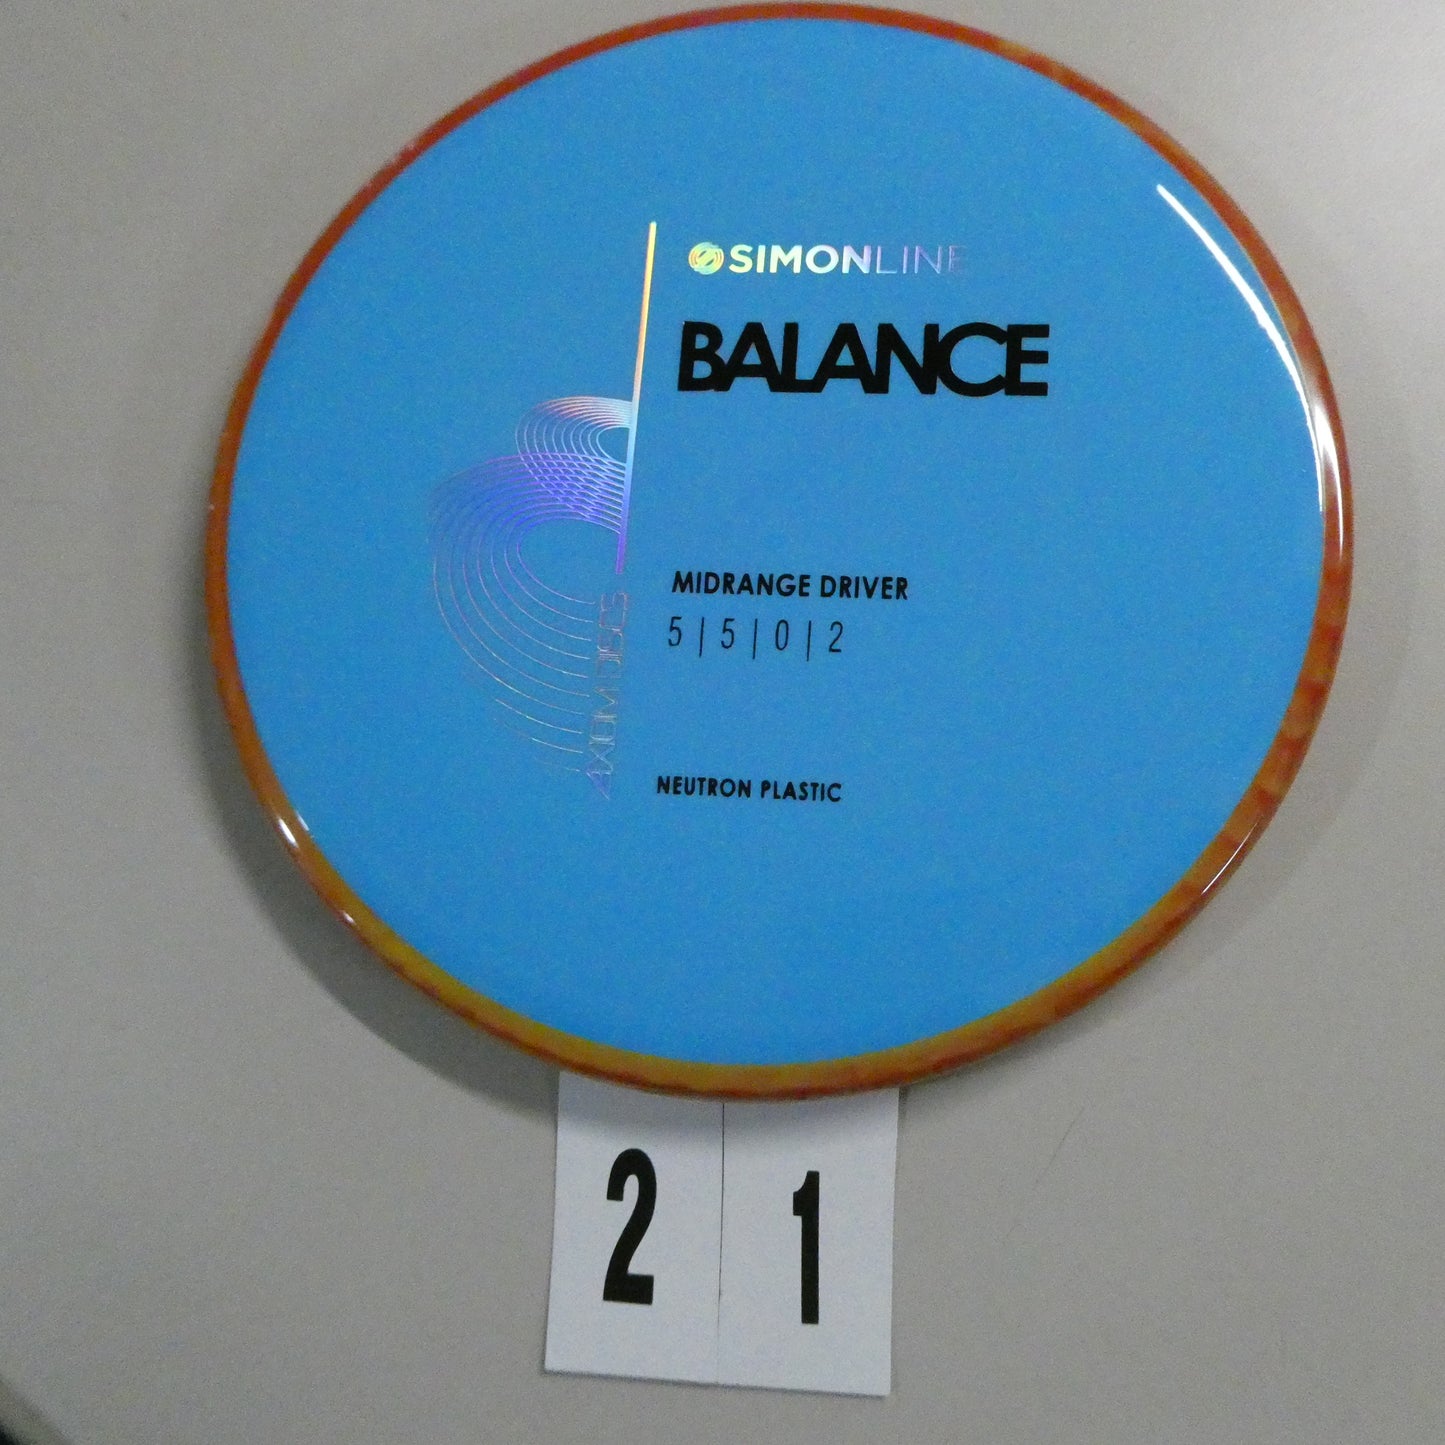 SIMONLINE
BALANCE
MIDRANGE DRIVER
5 | 5 | 0 | 2
AXIOM DISCS
NEUTRON PLASTIC
2 1